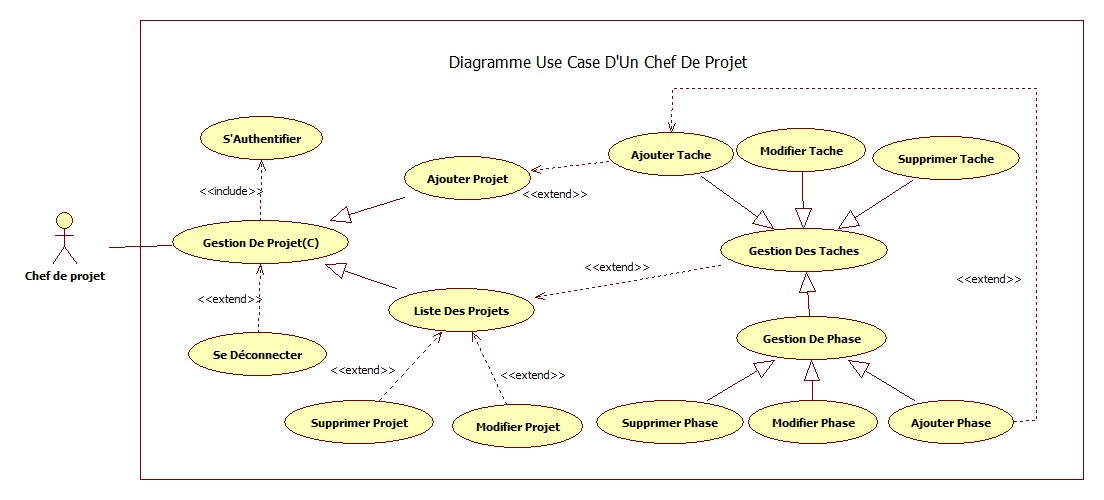 Diagramme Use Case D'Un Chef De Projet
S'Authentifier
Ajouter Tache
Modifier Tache
Supprimer Tache
Ajouter Projet
<<include>>
<<extend>>
Gestion De Projet(C)
Gestion Des Taches
Chef de projet
<<extend>>
<<extend>>
<<extend>>
Liste Des Projets
Gestion De Phase
Se Déconnecter
<<extend>>
<<extend>>
Supprimer Projet
Modifier Projet
Supprimer Phase
Modifier Phase
Ajouter Phase